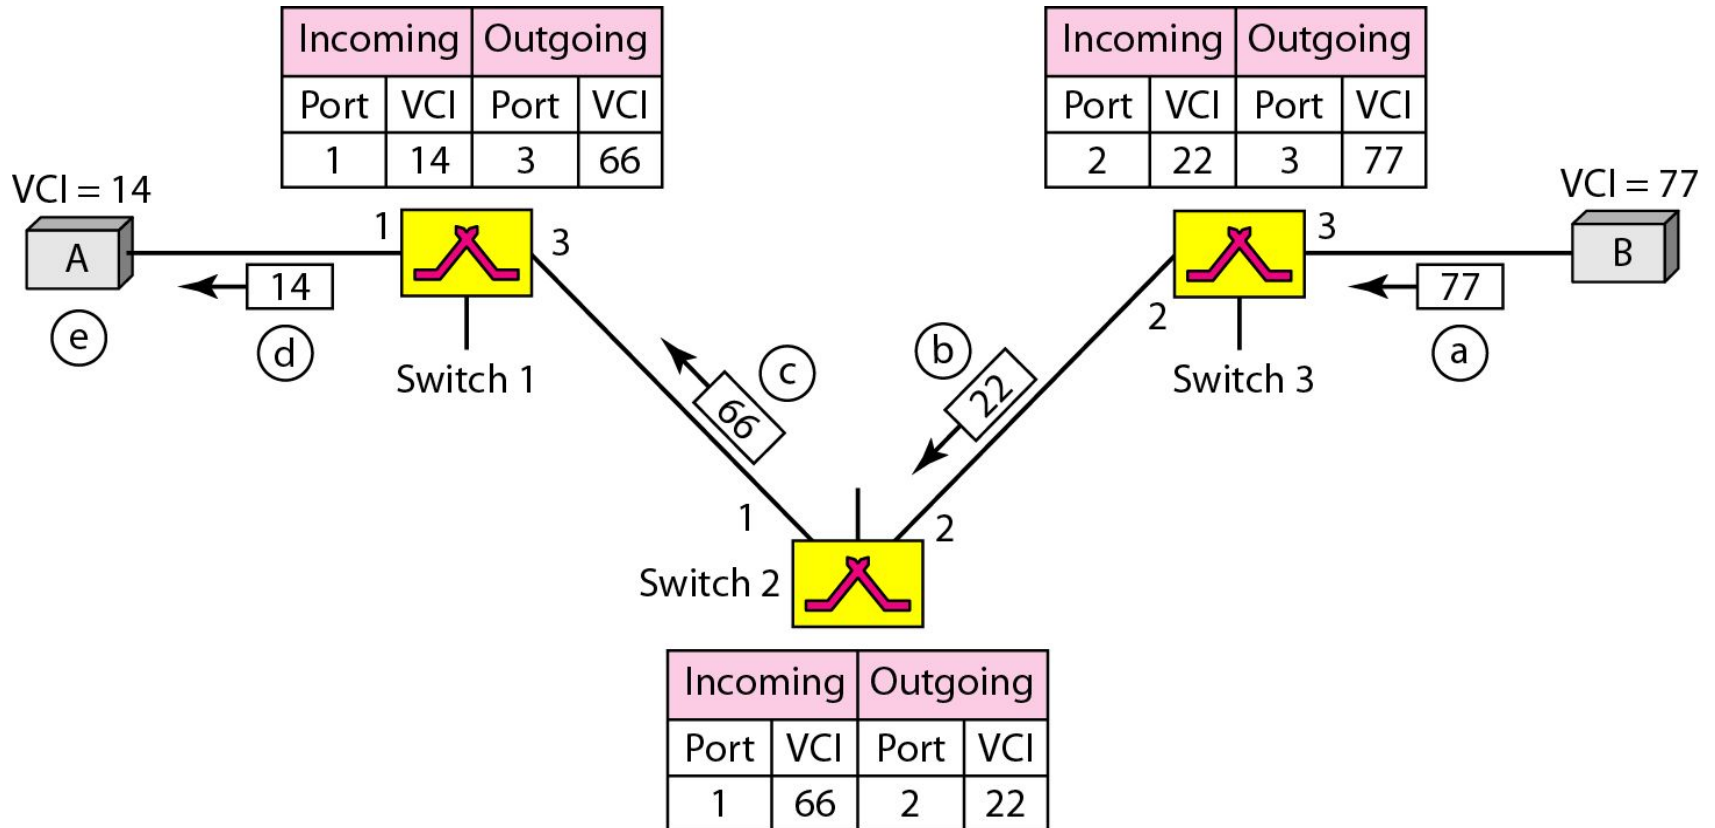 Incoming Outgoing
Port VCI Port VCI
1 14 3 66
Incoming Outgoing
Port VCI Port VCI
2 22 3 77
VCI = 14
VCI = 77
A
1
3
2
3
B
14
77
e
d
Switch 1
c
66
b
22
Switch 3
a
1
2
Switch 2
Incoming Outgoing
Port VCI Port VCI
1 66 2 22